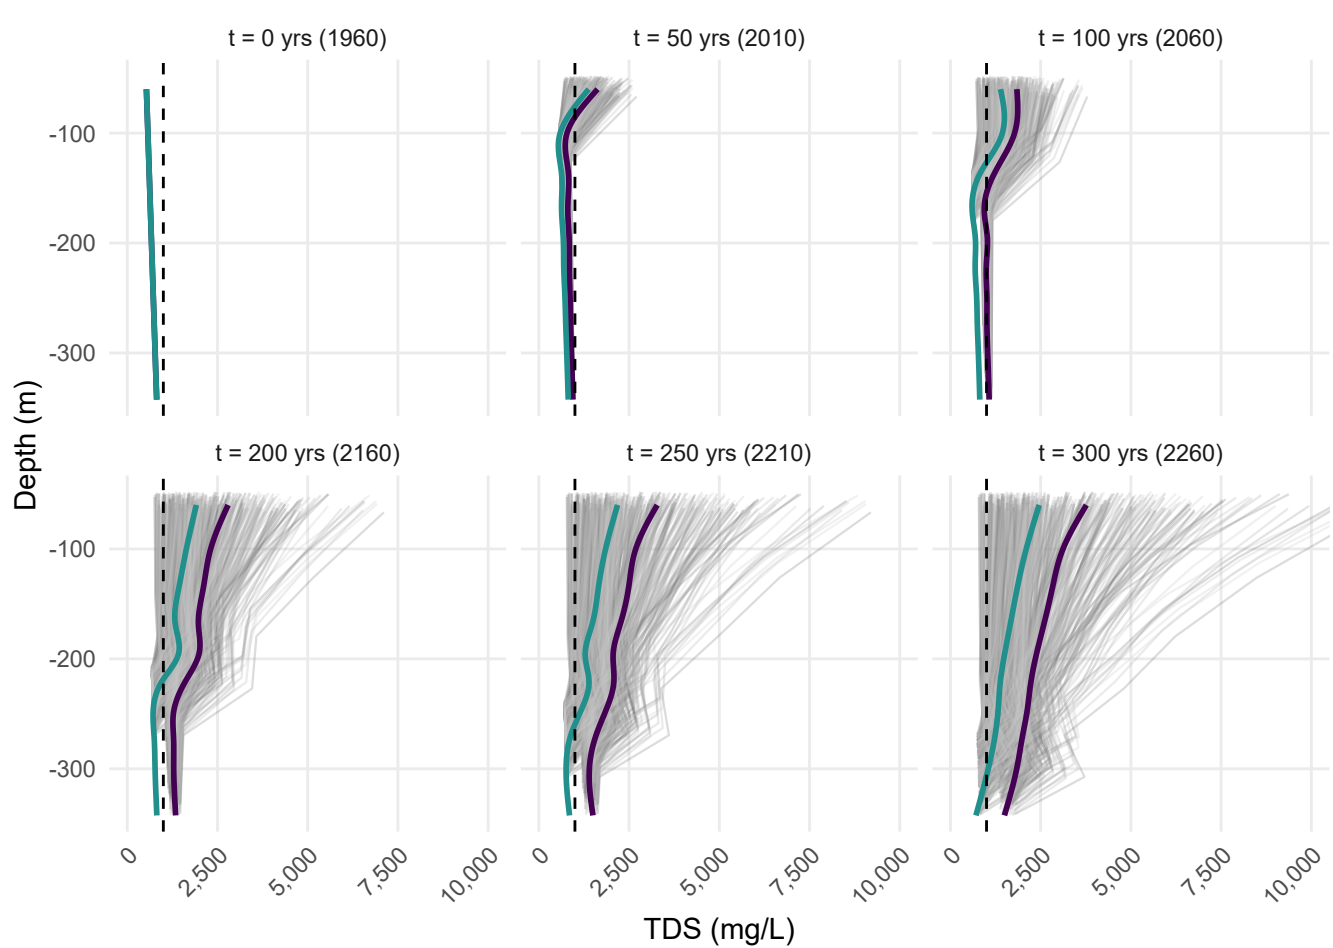 t = 0 yrs (1960)
t = 50 yrs (2010)
t = 100 yrs (2060)
-100
-200
-300
Depth (m)
t = 200 yrs (2160)
t = 250 yrs (2210)
t = 300 yrs (2260)
-100
-200
-300
0
2,500
5,000
7,500
10,000
0
2,500
5,000
7,500
10,000
0
2,500
5,000
7,500
10,000
TDS (mg/L)